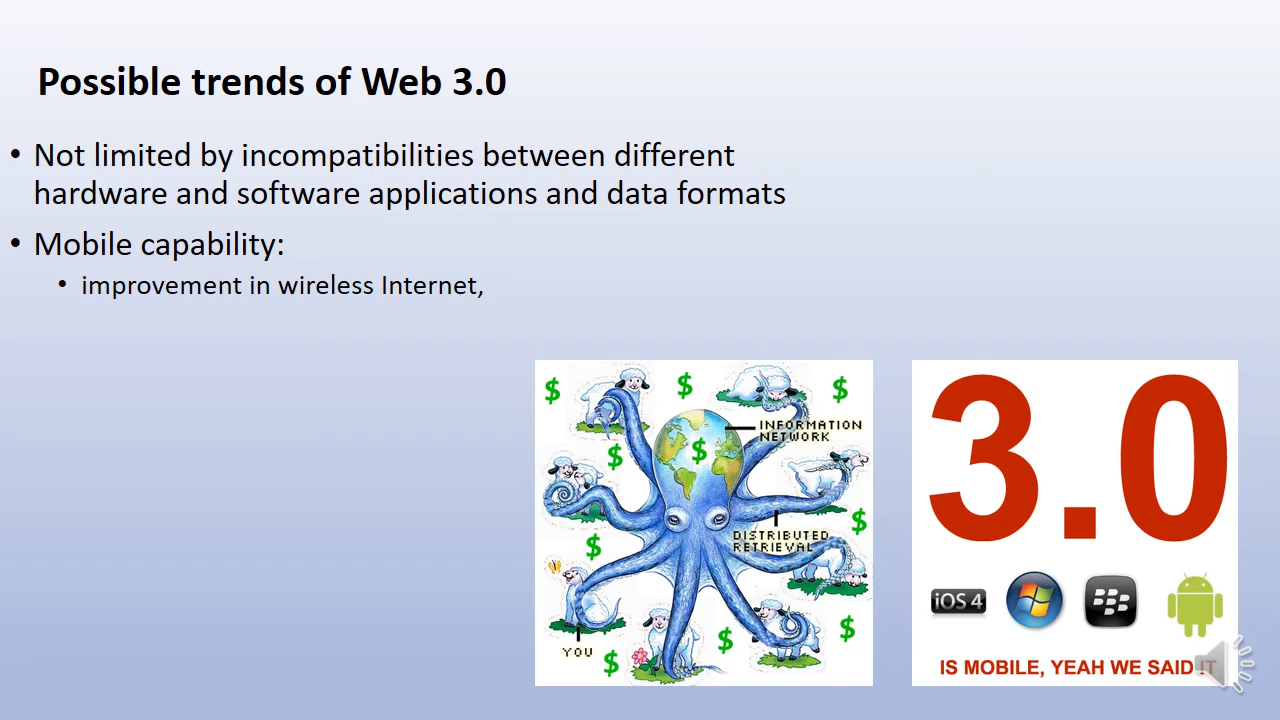 Possible trends of Web 3.0
• Not limited by incompatibilities between different
hardware and software applications and data formats
• Mobile capability:
• improvement in wireless Internet,
$ $ $
INFORMATION
NETWORK
$
$
$
DISTRIBUTED
RETRIEVAL
$
$
$
YOU
$
3.0
iOS 4
IS MOBILE, YEAH WE SAID IT